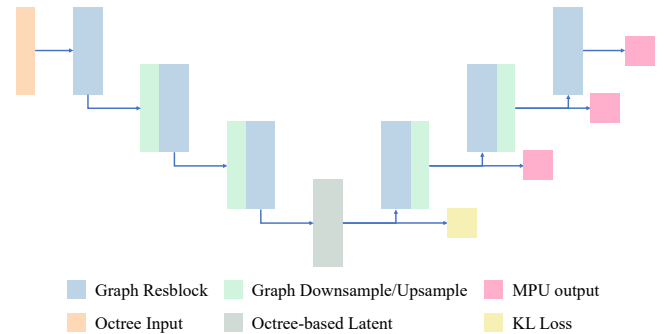 Graph Resblock
Graph Downsample/Upsample
MPU output
Octree Input
Octree-based Latent
KL Loss